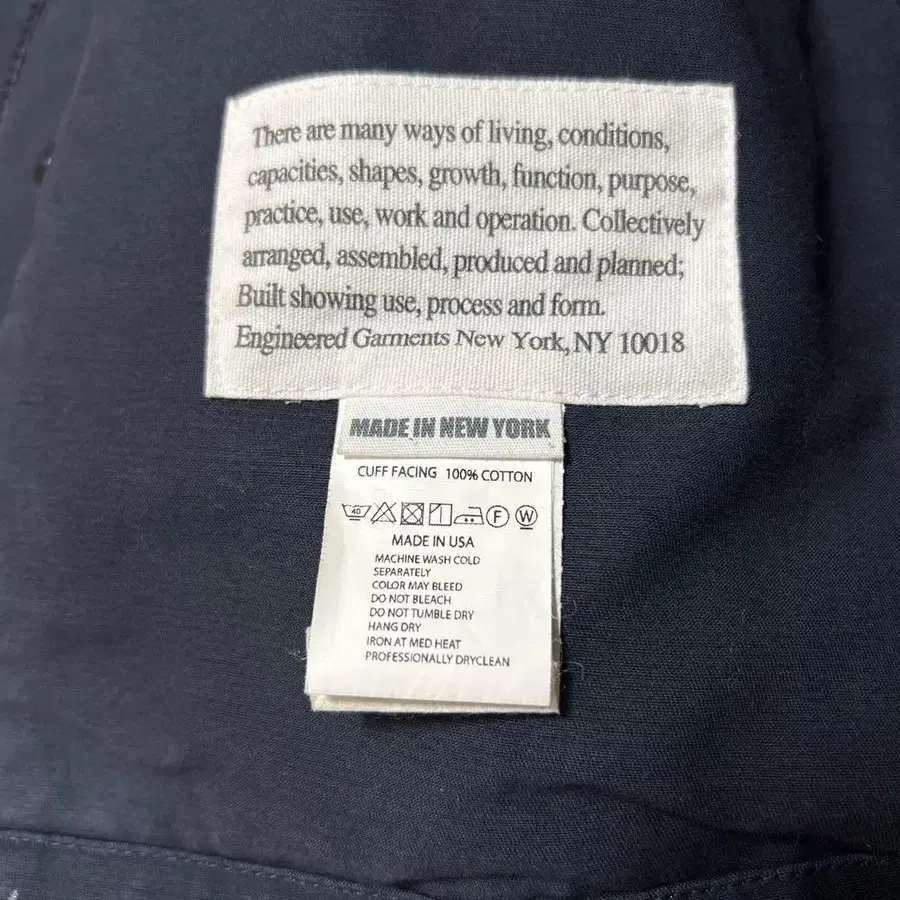 There are many ways of living, conditions,
capacities, shapes, growth, function, purpose,
practice, use, work and operation. Collectively
arranged, assembled, produced and planned;
Built showing use, process and form.
Engineered Garments New York, NY 10018
MADE IN NEW YORK
CUFF FACING 100% COTTON
40 F W
MADE IN USA
MACHINE WASH COLD
SEPARATELY
COLOR MAY BLEED
DO NOT BLEACH
DO NOT TUMBLE DRY
HANG DRY
IRON AT MED HEAT
PROFESSIONALLY DRYCLEAN